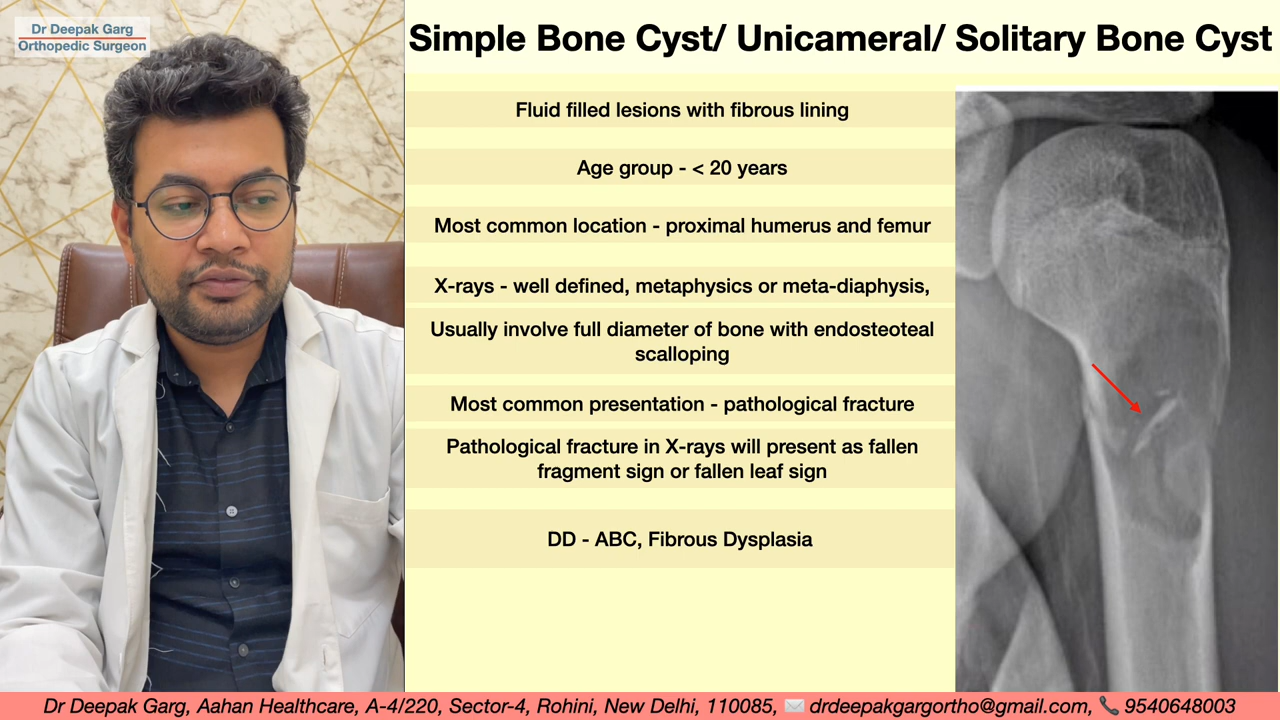 Dr Deepak Garg
Orthopedic Surgeon
Simple Bone Cyst/ Unicameral/ Solitary Bone Cyst
Fluid filled lesions with fibrous lining
Age group - < 20 years
Most common location - proximal humerus and femur
X-rays - well defined, metaphysics or meta-diaphysis,
Usually involve full diameter of bone with endosteoteal
scalloping
Most common presentation - pathological fracture
Pathological fracture in X-rays will present as fallen
fragment sign or fallen leaf sign
DD - ABC, Fibrous Dysplasia
Dr Deepak Garg, Aahan Healthcare, A-4/220, Sector-4, Rohini, New Delhi, 110085, ✉️ drdeepakgargortho@gmail.com, 📞 9540648003